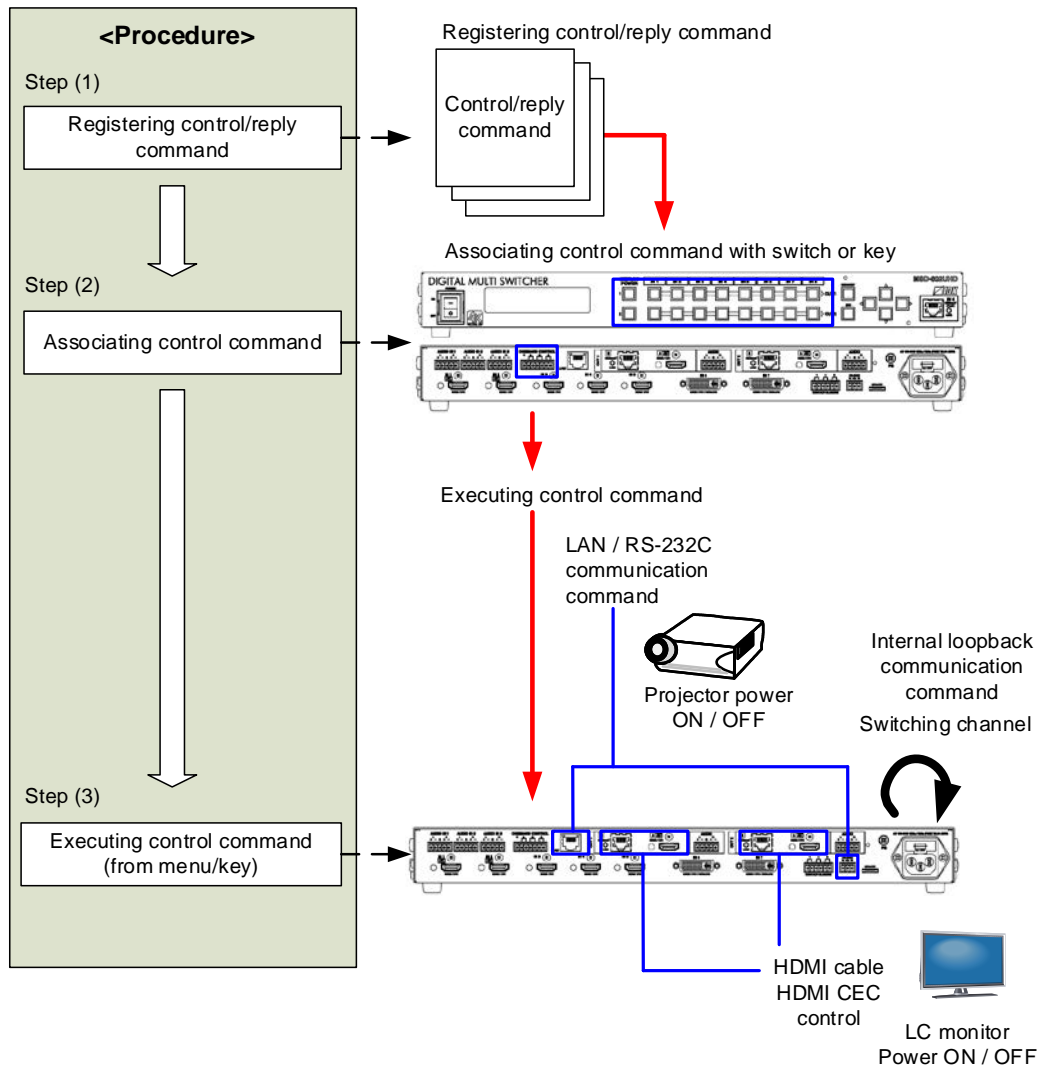 <Procedure>
Step (1)
Registering control/reply
command
Step (2)
Associating control command
Step (3)
Executing control command
(from menu/key)
Registering control/reply command
Control/reply
command
Associating control command with switch or key
DIGITAL MULTI SWITCHER
POWER
Executing control command
LAN / RS-232C
communication
command
Projector power
ON / OFF
Internal loopback
communication
command
Switching channel
HDMI cable
HDMI CEC
control
LC monitor
Power ON / OFF